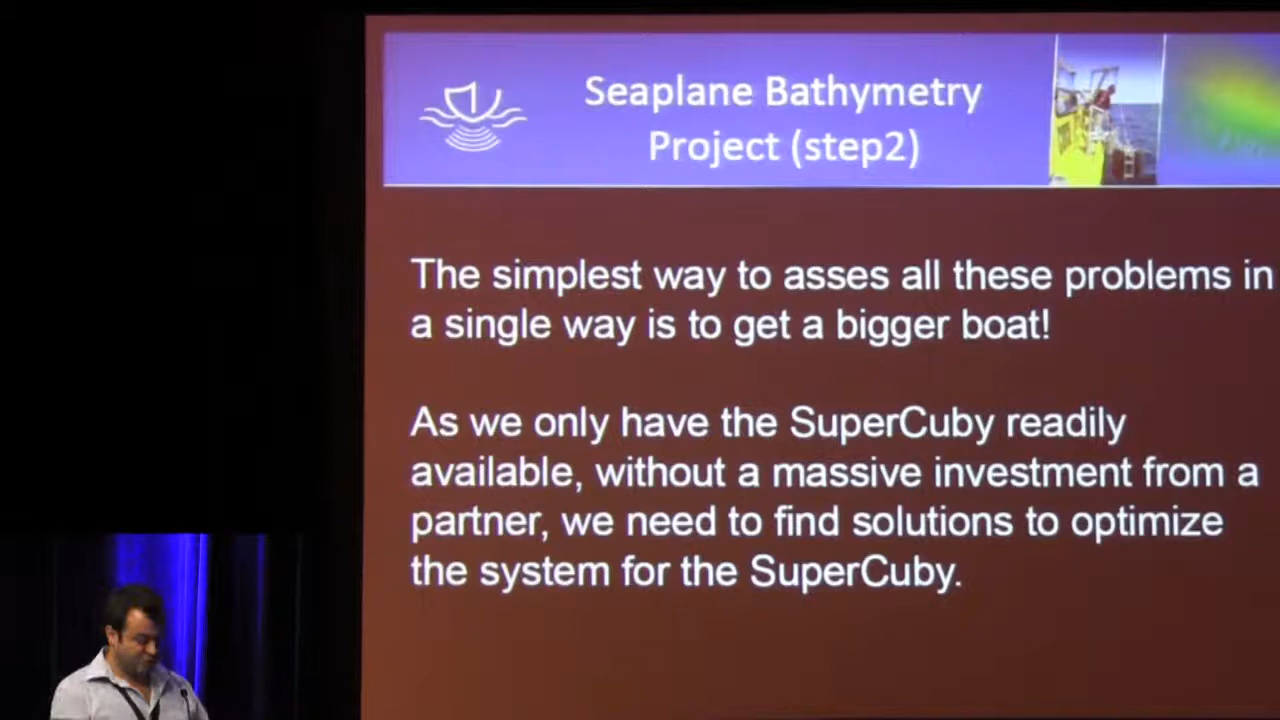 Seaplane Bathymetry
Project (step2)
The simplest way to asses all these problems in
a single way is to get a bigger boat!
As we only have the SuperCuby readily
available, without a massive investment from a
partner, we need to find solutions to optimize
the system for the SuperCuby.